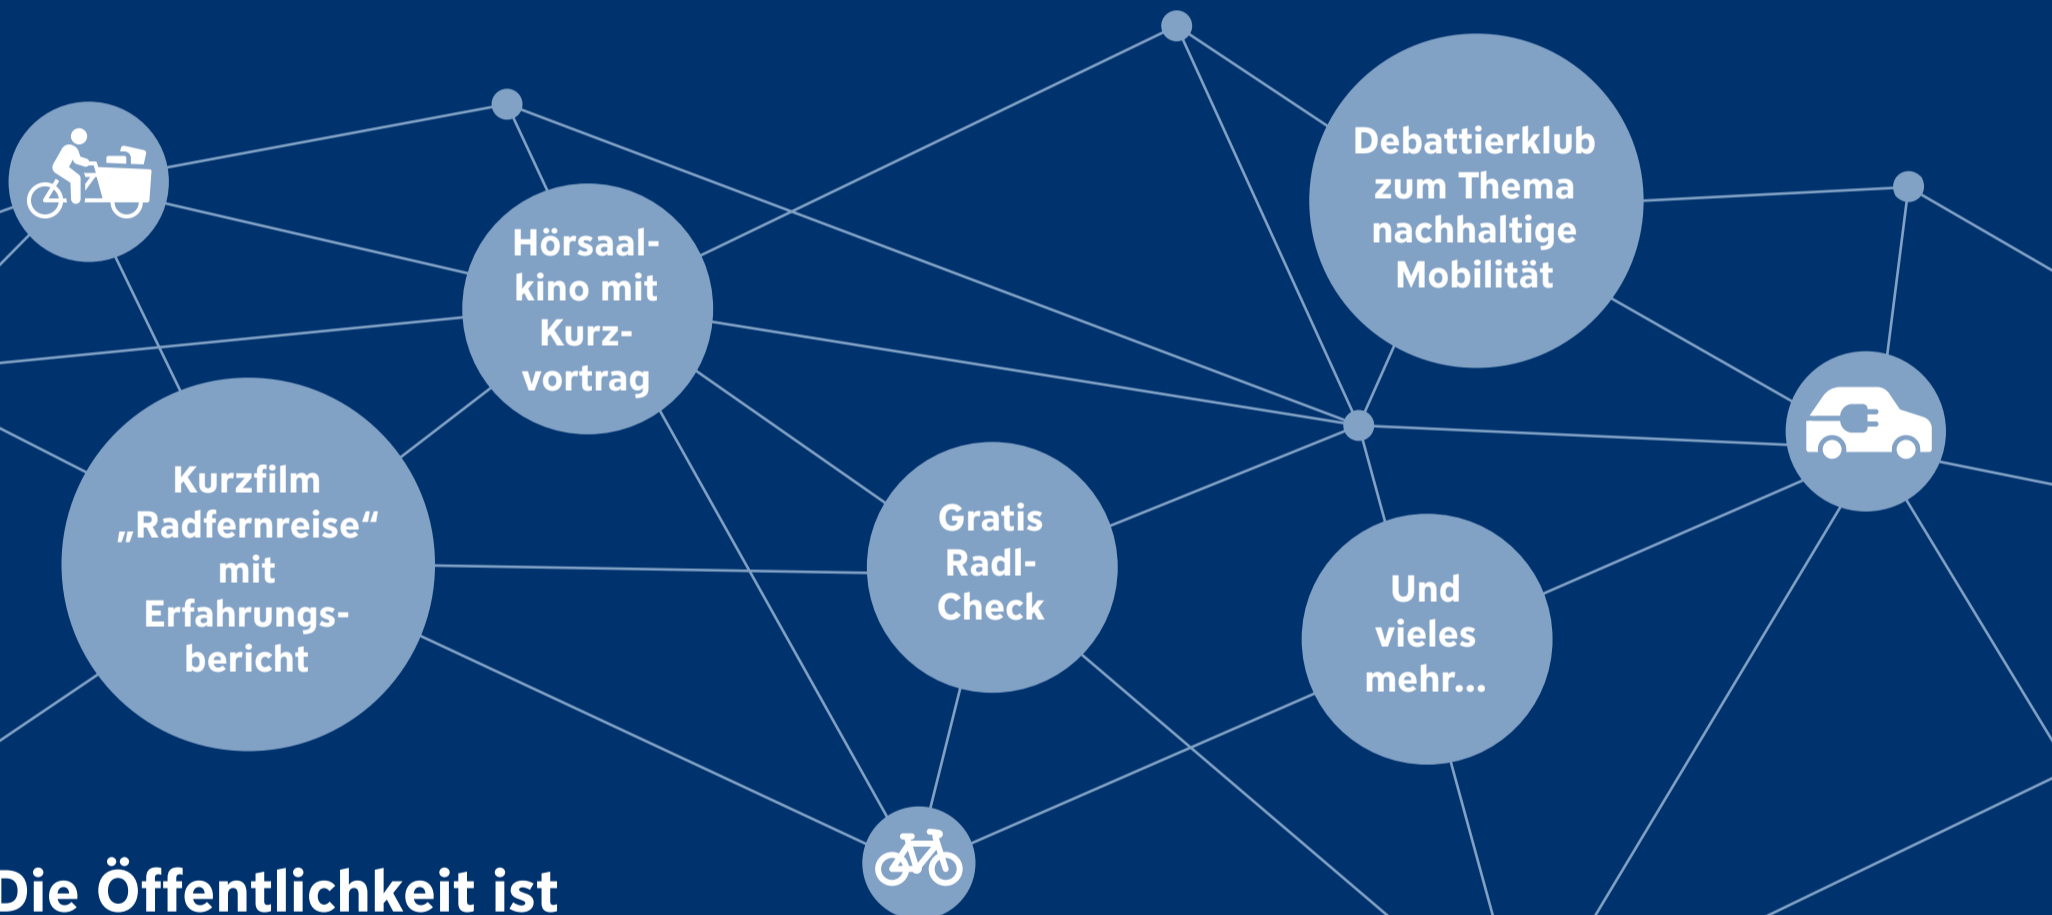 Hörsaal-
kino mit
Kurz-
vortrag
Debattierklub
zum Thema
nachhaltige
Mobilität
Kurzfilm
„Radfernreise“
mit
Erfahrungs-
bericht
Gratis
Radl-
Check
Und
vieles
mehr...
Die Öffentlichkeit ist